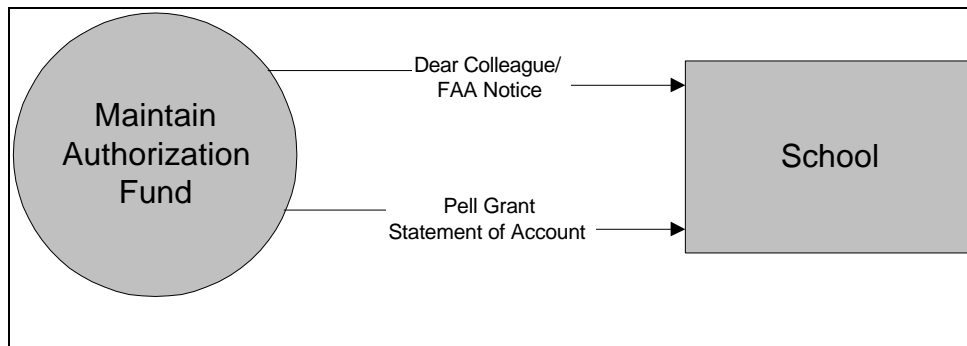 Maintain
Authorization
Fund
Dear Colleague/
FAA Notice
Pell Grant
Statement of Account
School